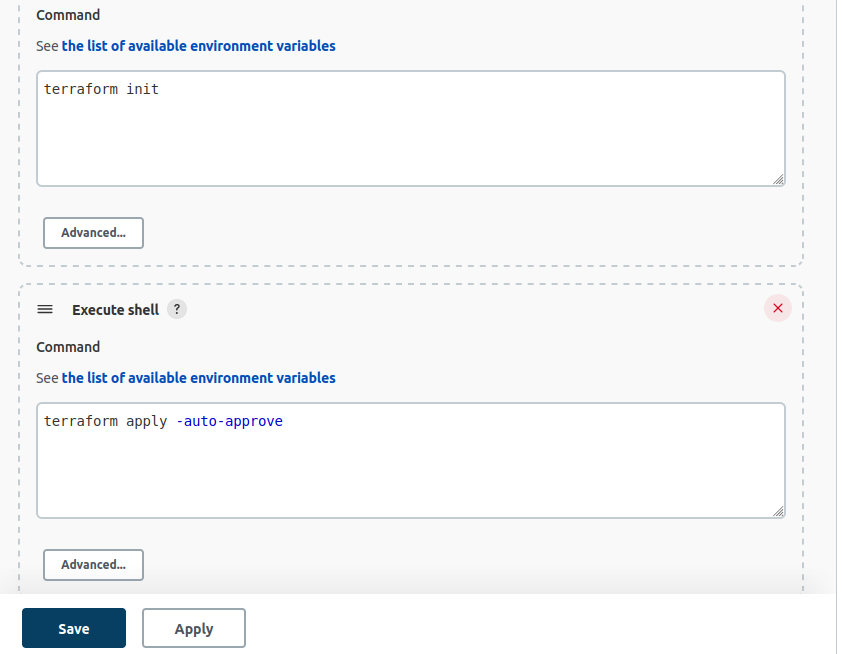 Command
See the list of available environment variables
terraform init
Advanced...
Execute shell ?
Command
See the list of available environment variables
terraform apply -auto-approve
Advanced...
Save Apply